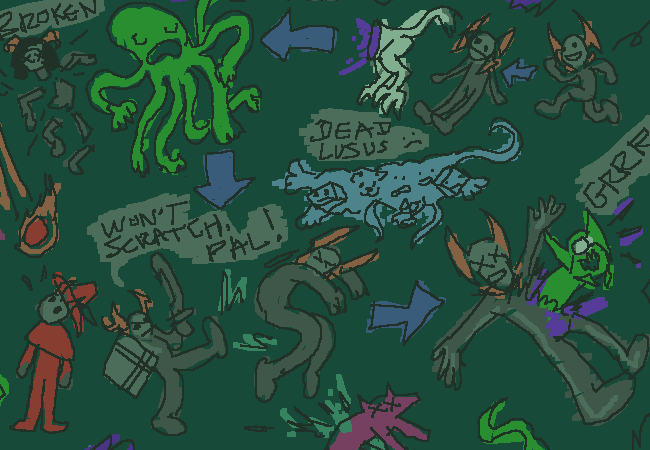 BROKEN
DEAD
LUSUS :(
GRRR
WON'T
SCRATCH,
PAL!